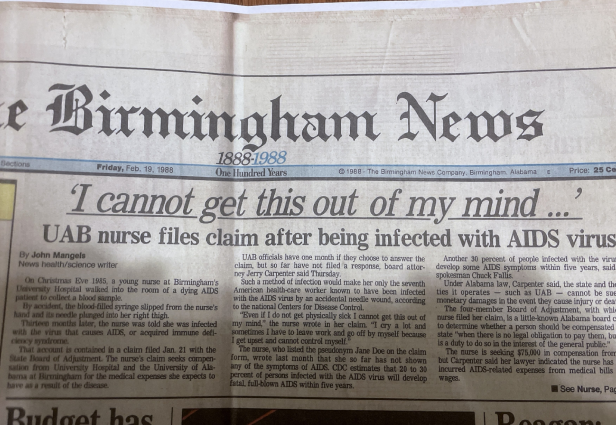 e Birmingham News
1888-1988
Sections
Friday, Feb. 19, 1988
One Hundred Years
©1988 - The Birmingham News Company, Birmingham, Alabama
Price: 25 Ce
'I cannot get this out of my mind ...'
UAB nurse files claim after being infected with AIDS virus
By John Mangels
News health/science writer
On Christmas Eve 1985, a young nurse at Birmingham's
University Hospital walked into the room of a dying AIDS
patient to collect a blood sample.
By accident, the blood-filled syringe slipped from the nurse's
hand and its needle plunged into her right thigh.
Thirteen months later, the nurse was told she was infected
with the virus that causes AIDS, or acquired immune defi-
ciency syndrome.
That account is contained in a claim filed Jan. 21 with the
State Board of Adjustment. The nurse's claim seeks compen-
sation from University Hospital and the University of Ala-
bama at Birmingham for the medical expenses she expects to
have as a result of the disease.
UAB officials have one month if they choose to answer the
claim, but so far have not filed a response, board attor-
ney Jerry Carpenter said Thursday.
Such a method of infection would make her only the seventh
American health-care worker known to have been infected
with the AIDS virus by an accidental needle wound, according
to the national Centers for Disease Control.
"Even if I do not get physically sick I cannot get this out of
my mind," the nurse wrote in her claim. "I cry a lot and
sometimes I have to leave work and go off by myself because
I get upset and cannot control myself."
The nurse, who listed the pseudonym Jane Doe on the claim
form, wrote last month that she so far has not shown
any of the symptoms of AIDS. CDC estimates that 20 to 30
percent of persons infected with the AIDS virus will develop
fatal, full-blown AIDS within five years.
Another 30 percent of people infected with the viru
develop some AIDS symptoms within five years, said
spokesman Chuck Fallis.
Under Alabama law, Carpenter said, the state and the
ties it operates — such as UAB — cannot be sue
monetary damages in the event they cause injury or dea
The four-member Board of Adjustment, with whic
nurse filed her claim, is a little-known Alabama board c
to determine whether a person should be compensated
state "when there is no legal obligation to pay them, bu
is a duty to do so in the interest of the general public."
The nurse is seeking $75,000 in compensation from
but Carpenter said her lawyer indicated the nurse has
incurred AIDS-related expenses from medical bills
wages.
■ See Nurse, Pag
Budget has
Reagan: